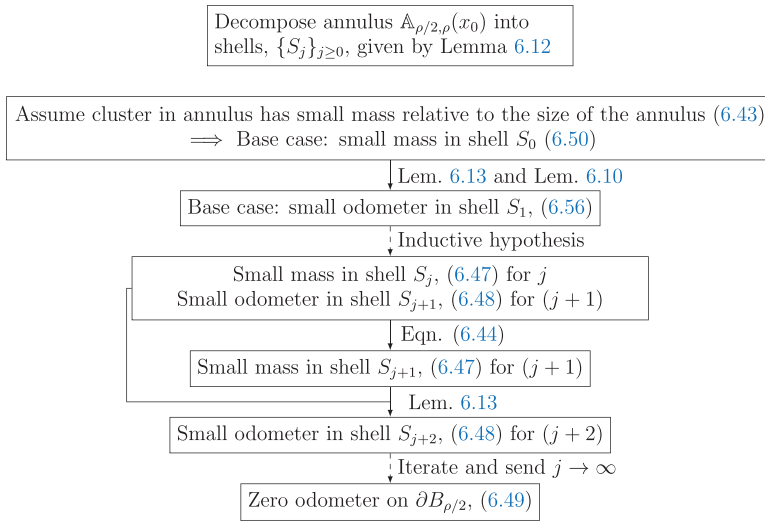 Decompose annulus 𝔸_{ρ/2,ρ}(x_0) into
shells, {S_j}_{j≥0}, given by Lemma 6.12
Assume cluster in annulus has small mass relative to the size of the annulus (6.43)
⟹ Base case: small mass in shell S_0 (6.50)
Lem. 6.13 and Lem. 6.10
Base case: small odometer in shell S_1, (6.56)
Inductive hypothesis
Small mass in shell S_j, (6.47) for j
Small odometer in shell S_{j+1}, (6.48) for (j + 1)
Eqn. (6.44)
Small mass in shell S_{j+1}, (6.47) for (j + 1)
Lem. 6.13
Small odometer in shell S_{j+2}, (6.48) for (j + 2)
Iterate and send j → ∞
Zero odometer on ∂B_{ρ/2}, (6.49)